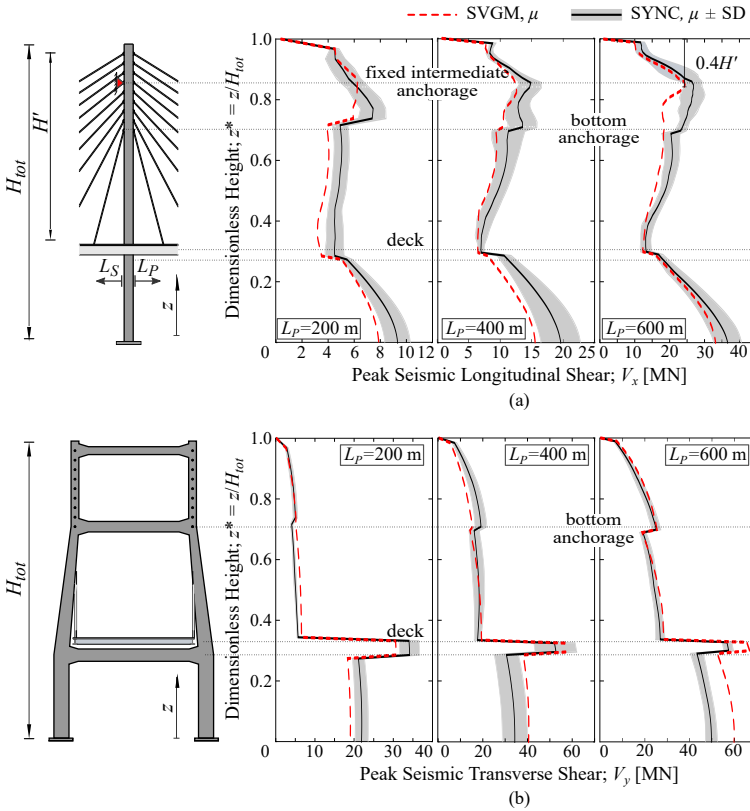 SVGM, μ
SYNC, μ ± SD
(a)
H_tot
H'
L_S
L_P
z
Dimensionless Height; z* = z/H_tot
1.0
0.8
0.6
0.4
0.2
0
fixed intermediate
anchorage
bottom
anchorage
deck
0.4H'
L_P=200 m
L_P=400 m
L_P=600 m
0 2 4 6 8 10 12
0 5 10 15 20 25
0 10 20 30 40
Peak Seismic Longitudinal Shear; V_x [MN]
(a)
H_tot
z
Dimensionless Height; z* = z/H_tot
1.0
0.8
0.6
0.4
0.2
L_P=200 m
L_P=400 m
L_P=600 m
bottom
anchorage
deck
0 10 20 30 40
0 20 40 60
0 20 40 60
Peak Seismic Transverse Shear; V_y [MN]
(b)